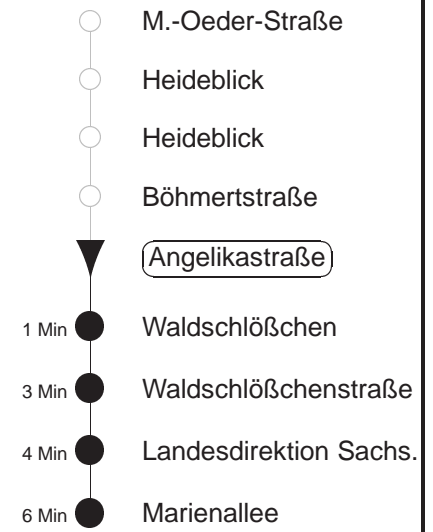 M.-Oeder-Straße
Heideblick
Heideblick
Böhmertstraße
Angelikastraße
1 Min Waldschlößchen
3 Min Waldschlößchenstraße
4 Min Landesdirektion Sachs.
6 Min Marienallee